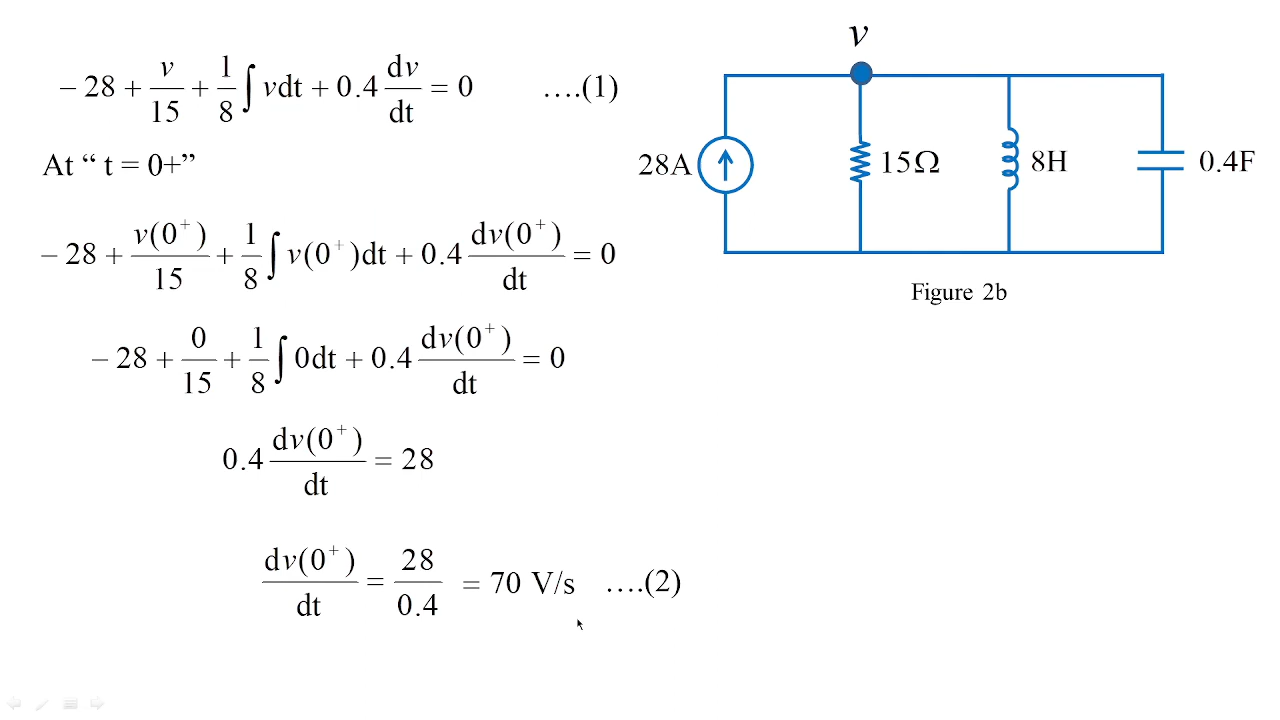 − 28 + v/15 + 1/8 ∫ vdt + 0.4 dv/dt = 0 ....(1)
At “ t = 0+”
− 28 + v(0⁺)/15 + 1/8 ∫ v(0⁺)dt + 0.4 dv(0⁺)/dt = 0
− 28 + 0/15 + 1/8 ∫ 0dt + 0.4 dv(0⁺)/dt = 0
0.4 dv(0⁺)/dt = 28
dv(0⁺)/dt = 28/0.4 = 70 V/s ....(2)
v
28A
15Ω
8H
0.4F
Figure 2b